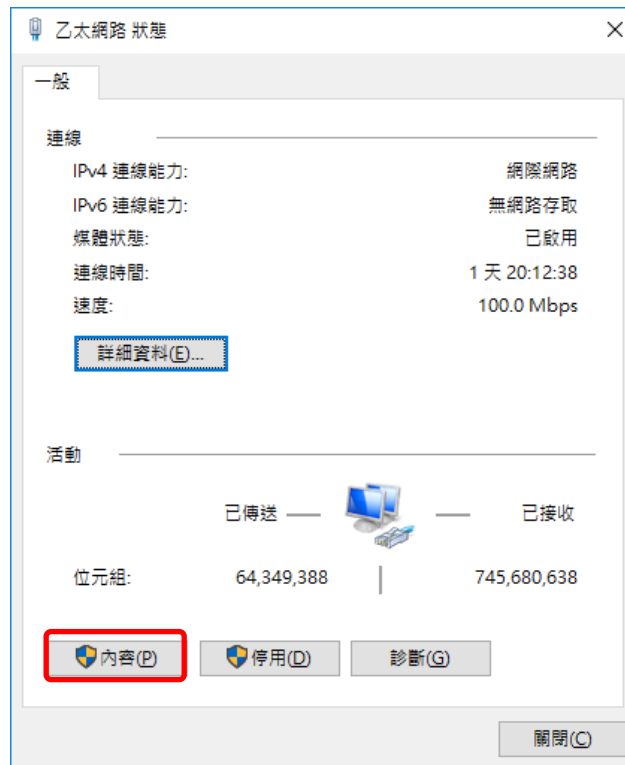 乙太網路 狀態
一般
連線
IPv4 連線能力: 網際網路
IPv6 連線能力: 無網路存取
媒體狀態: 已啟用
連線時間: 1 天 20:12:38
速度: 100.0 Mbps
詳細資料(E)...
活動
已傳送 已接收
位元組: 64,349,388 745,680,638
內容(P) 停用(D) 診斷(G)
關閉(C)